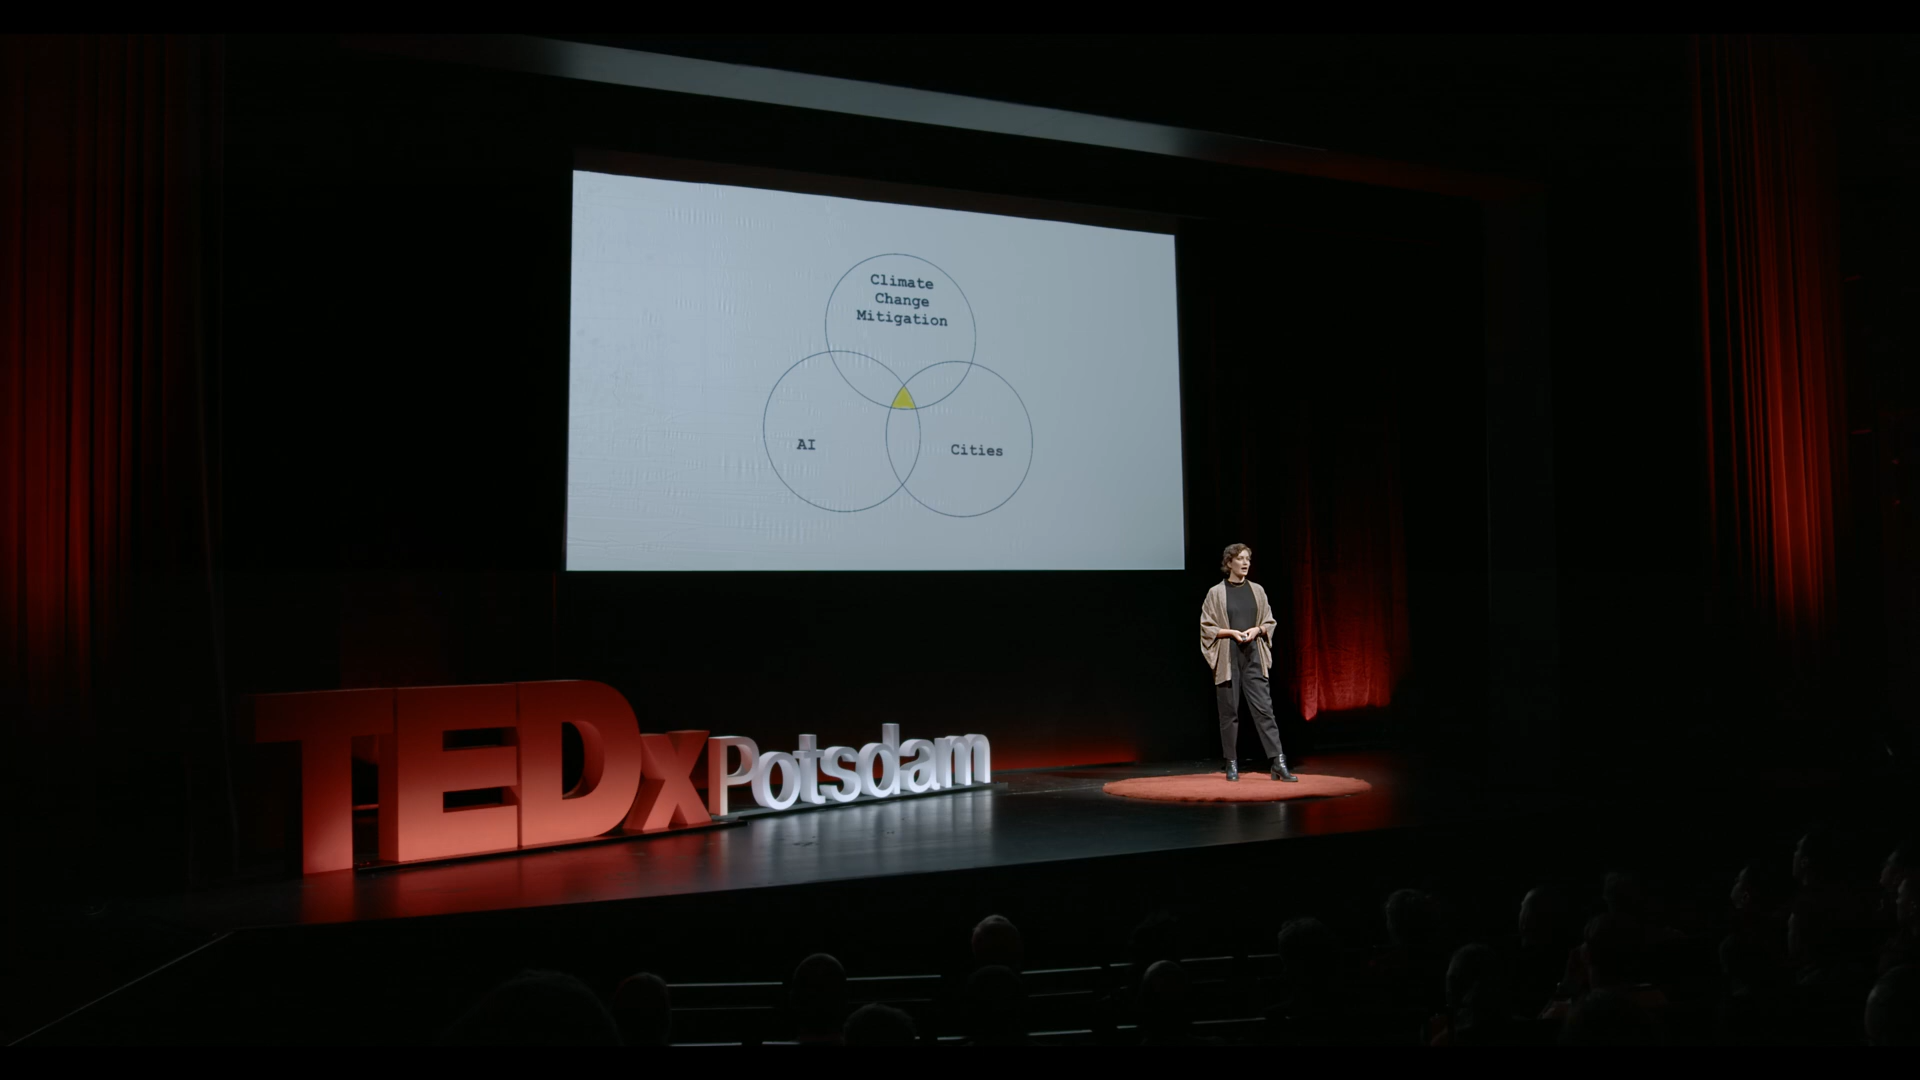 Climate
Change
Mitigation
AI
Cities
TEDxPotsdam